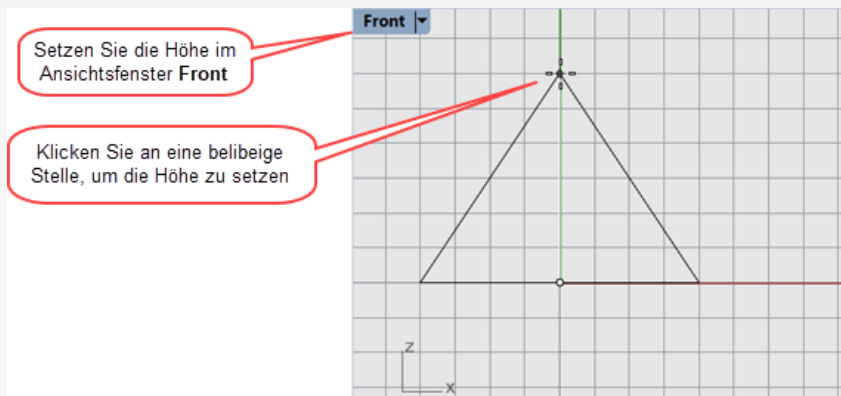 Front
Setzen Sie die Höhe im
Ansichtsfenster Front
Klicken Sie an eine belibeige
Stelle, um die Höhe zu setzen
z
x